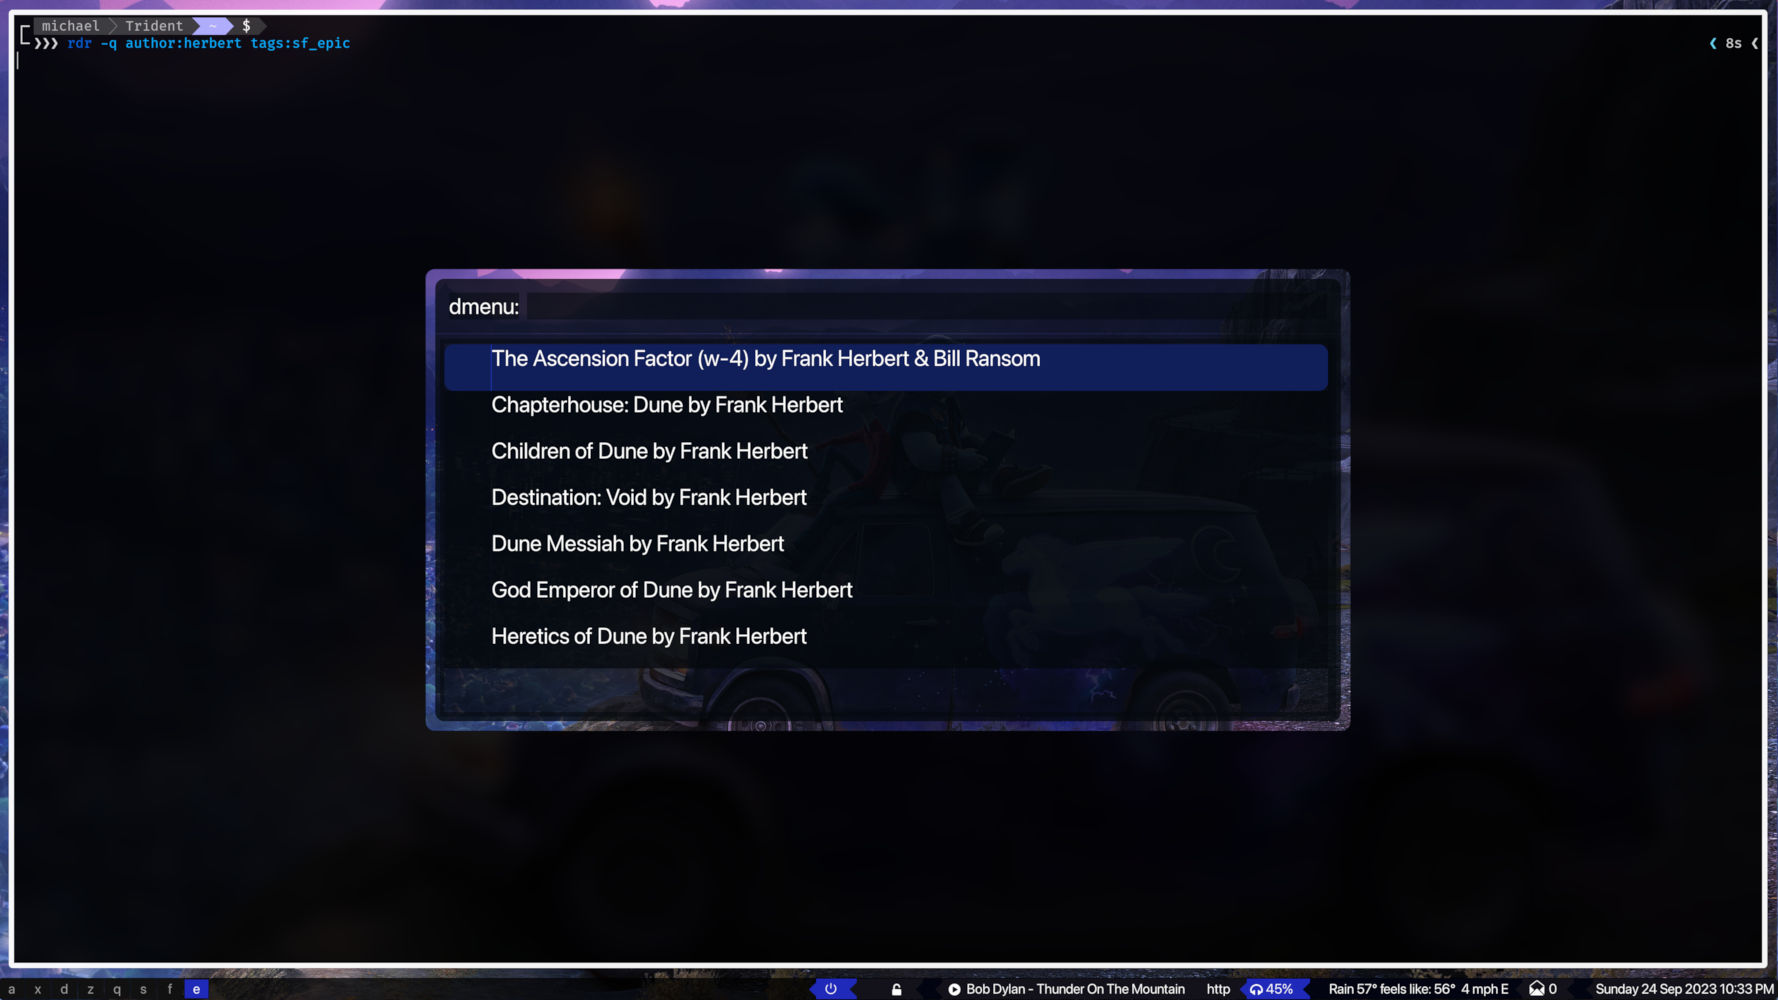 michael Trident ~ $
❯❯❯ rdr -q author:herbert tags:sf_epic ❮ 8s ❮
dmenu:
The Ascension Factor (w-4) by Frank Herbert & Bill Ransom
Chapterhouse: Dune by Frank Herbert
Children of Dune by Frank Herbert
Destination: Void by Frank Herbert
Dune Messiah by Frank Herbert
God Emperor of Dune by Frank Herbert
Heretics of Dune by Frank Herbert
a x d z q s f e Bob Dylan - Thunder On The Mountain http 45% Rain 57° feels like: 56° 4 mph E 0 Sunday 24 Sep 2023 10:33 PM